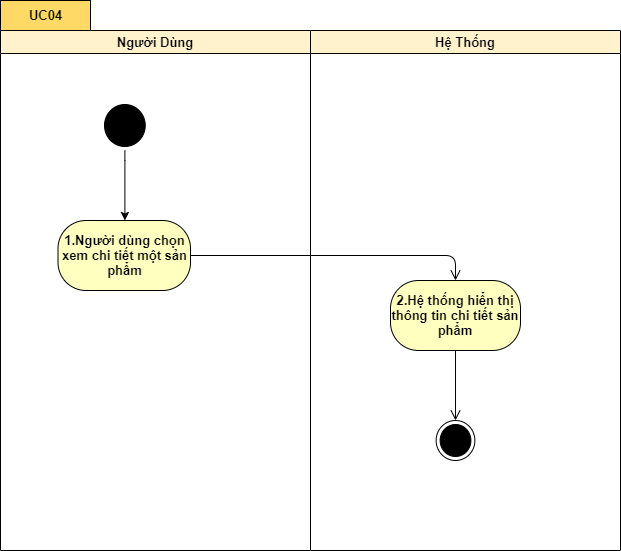 UC04
Người Dùng
Hệ Thống
1.Người dùng chọn
xem chi tiết một sản
phẩm
2.Hệ thống hiển thị
thông tin chi tiết sản
phẩm